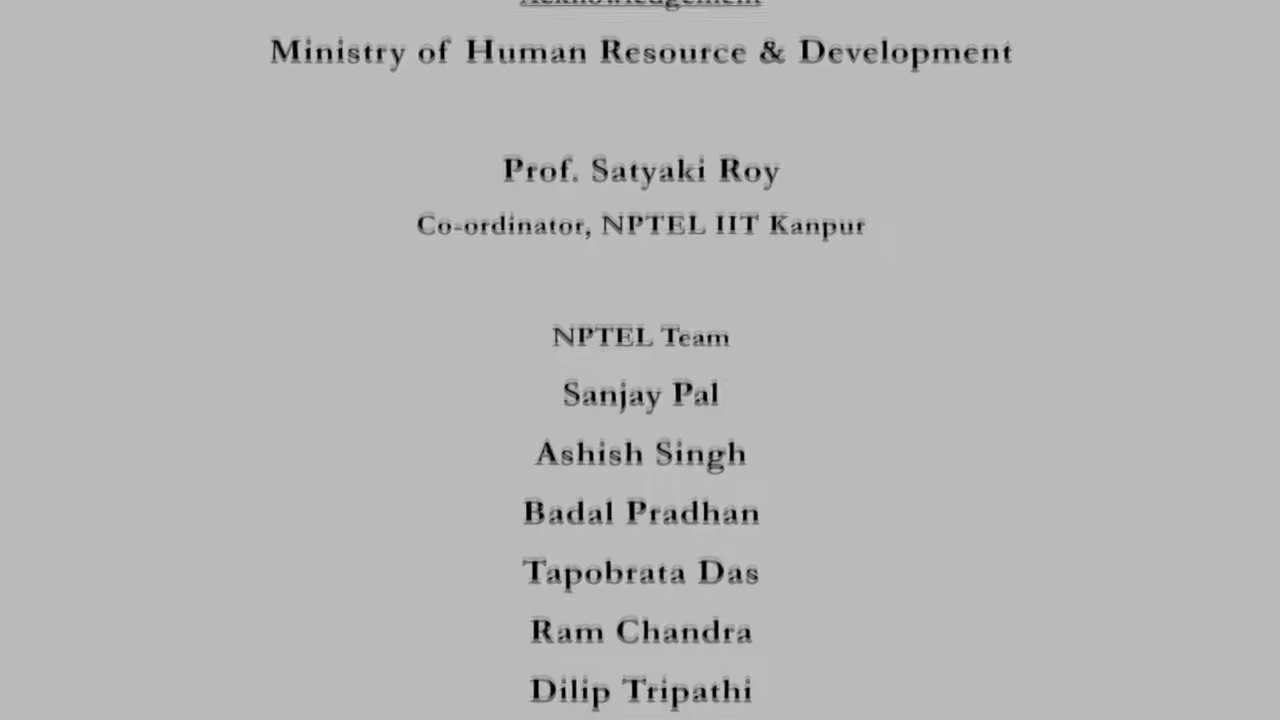 Acknowledgement
Ministry of Human Resource & Development
Prof. Satyaki Roy
Co-ordinator, NPTEL IIT Kanpur
NPTEL Team
Sanjay Pal
Ashish Singh
Badal Pradhan
Tapobrata Das
Ram Chandra
Dilip Tripathi